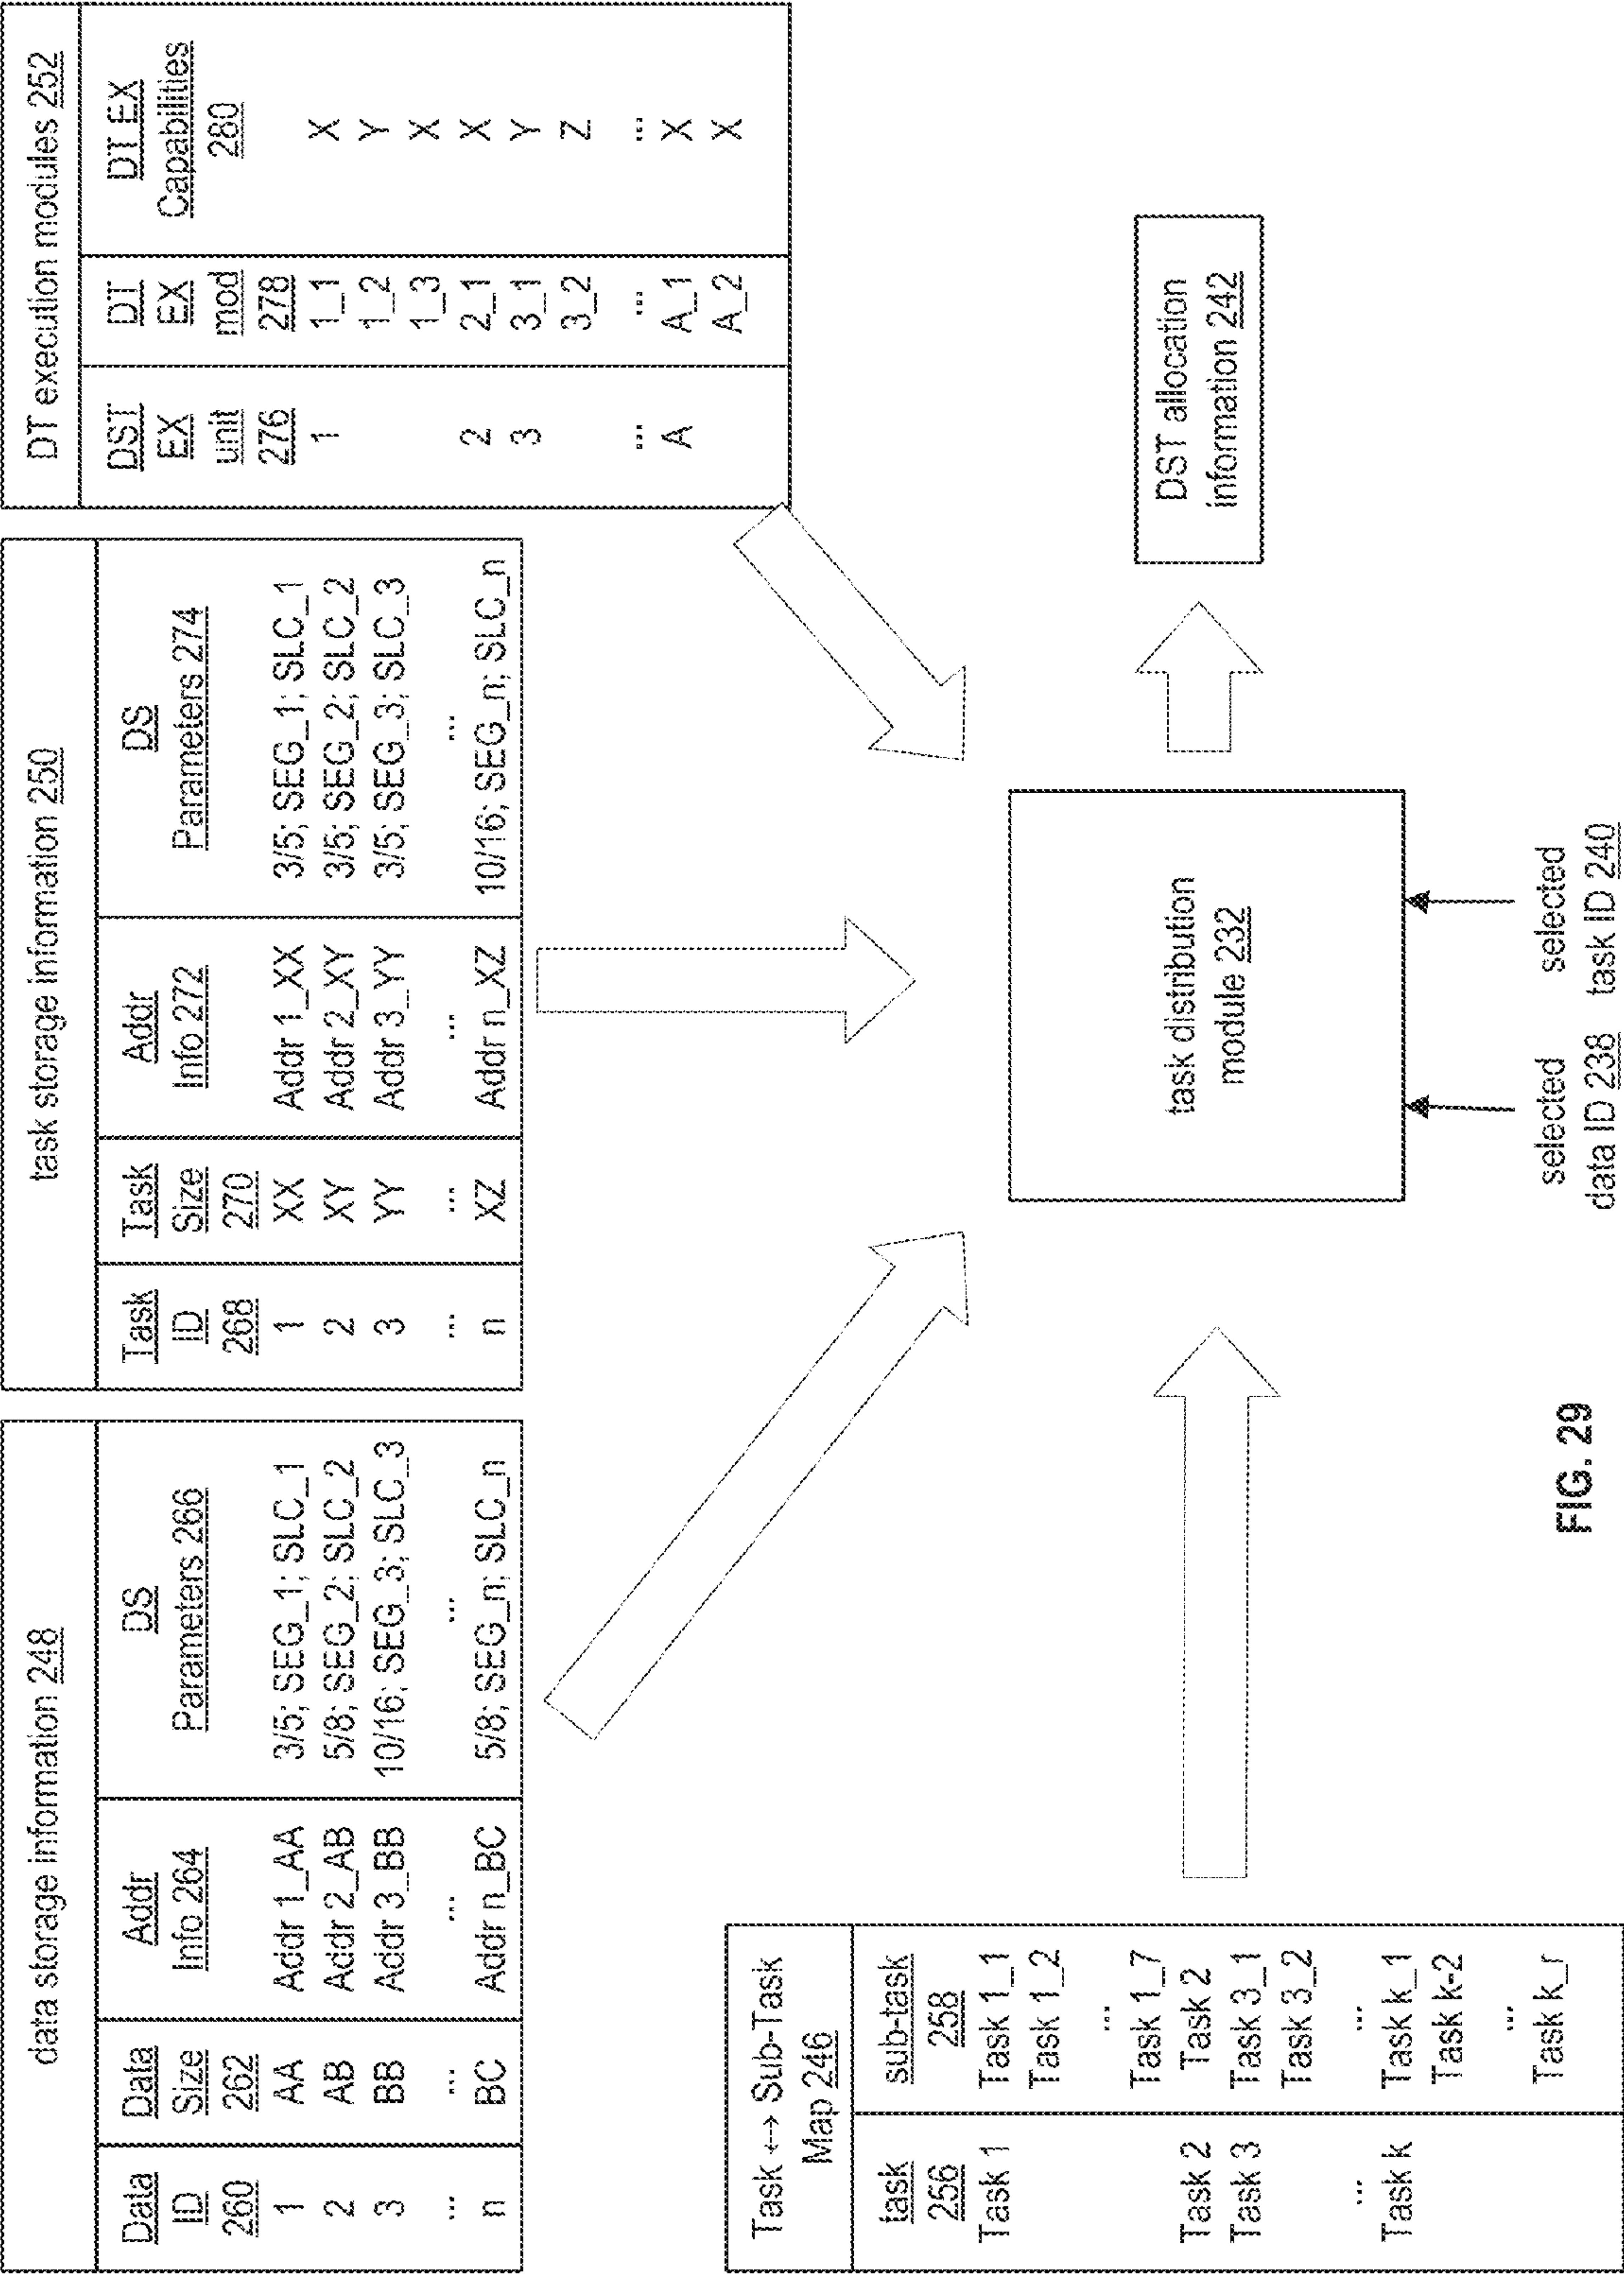 data storage information 248
Data ID 260
Data Size 262
Addr Info 264
DS Parameters 266
1 AA Addr 1_AA 3/5; SEG_1; SLC_1
2 AB Addr 2_AB 5/8; SEG_2; SLC_2
3 BB Addr 3_BB 10/16; SEG_3; SLC_3
... ... ... ...
n BC Addr n_BC 5/8; SEG_n; SLC_n
task storage information 250
Task ID 268
Task Size 270
Addr Info 272
DS Parameters 274
1 XX Addr 1_XX 3/5; SEG_1; SLC_1
2 XY Addr 2_XY 3/5; SEG_2; SLC_2
3 YY Addr 3_YY 3/5; SEG_3; SLC_3
... ... ... ...
n XZ Addr n_XZ 10/16; SEG_n; SLC_n
DT execution modules 252
DST EX unit 276
DT EX mod 278
DT EX Capabilities 280
1 1_1 X
1_2 Y
1_3 X
2 2_1 X
3 3_1 Y
3_2 Z
... ... ...
A A_1 X
A_2 X
Task ↔ Sub-Task
Map 246
task 256
sub-task 258
Task 1 Task 1_1
Task 1_2
...
Task 1_7
Task 2 Task 2
Task 3 Task 3_1
Task 3_2
... ...
Task k Task k_1
Task k-2
...
Task k_r
task distribution
module 232
DST allocation
information 242
selected
data ID 238
selected
task ID 240
FIG. 29